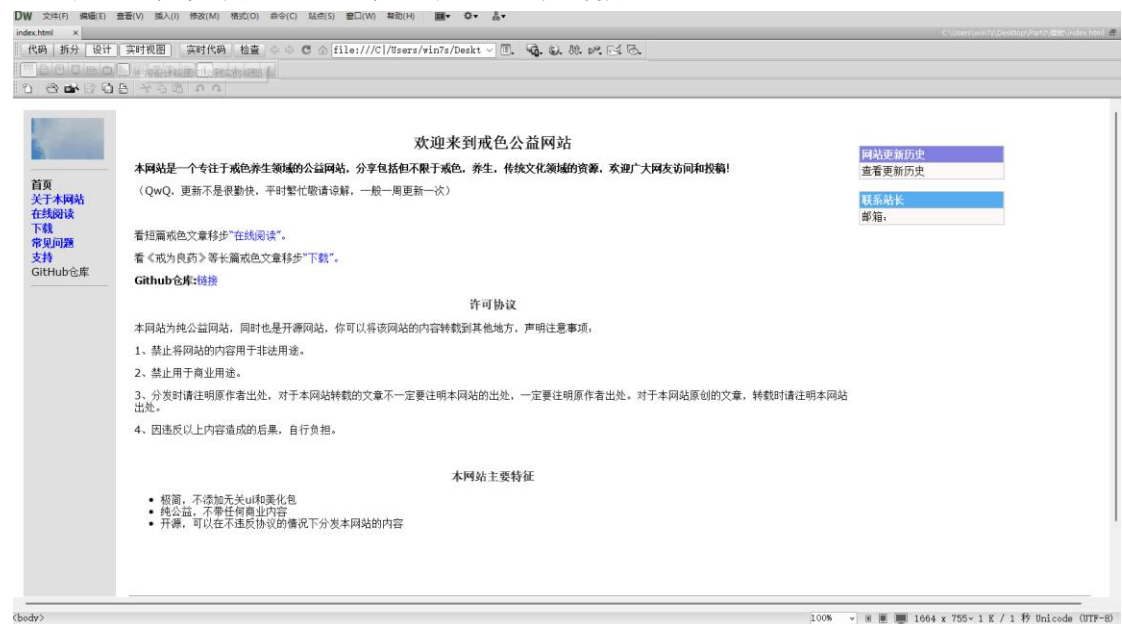 DW 文件(F) 编辑(E) 查看(V) 插入(I) 修改(M) 格式(O) 命令(C) 站点(S) 窗口(W) 帮助(H)
index.html ×
C:\Users\win7s\Desktop\Part2\\index.html
代码 拆分 设计 实时视图 实时代码 检查 file:///C|/Users/win7s/Deskt
欢迎来到戒色公益网站
本网站是一个专注于戒色养生领域的公益网站，分享包括但不限于戒色，养生，传统文化领域的资源，欢迎广大网友访问和投稿！
（QwQ，更新不是很勤快，平时繁忙敬请谅解，一般一周更新一次）
看短篇戒色文章移步"在线阅读"。
看《戒为良药》等长篇戒色文章移步"下载"。
Github仓库:链接
首页
关于本网站
在线阅读
下载
常见问题
支持
GitHub仓库
网站更新历史
查看更新历史
联系站长
邮箱：
许可协议
本网站为纯公益网站，同时也是开源网站，你可以将该网站的内容转载到其他地方，声明注意事项：
1、禁止将网站的内容用于非法用途。
2、禁止用于商业用途。
3、分发时请注明原作者出处，对于本网站转载的文章不一定要注明本网站的出处，一定要注明原作者出处。对于本网站原创的文章，转载时请注明本网站
出处。
4、因违反以上内容造成的后果，自行负担。
本网站主要特征
• 极简，不添加无关ui和美化包
• 纯公益，不带任何商业内容
• 开源，可以在不违反协议的情况下分发本网站的内容
<body>
100% 1664 x 755 1 K / 1 秒 Unicode (UTF-8)